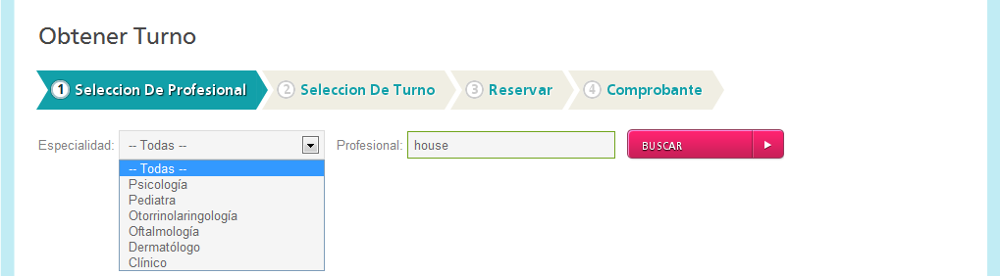 Obtener Turno
1 Seleccion De Profesional 2 Seleccion De Turno 3 Reservar 4 Comprobante
Especialidad: -- Todas -- Profesional: house BUSCAR
-- Todas --
Psicología
Pediatra
Otorrinolaringología
Oftalmología
Dermatólogo
Clínico